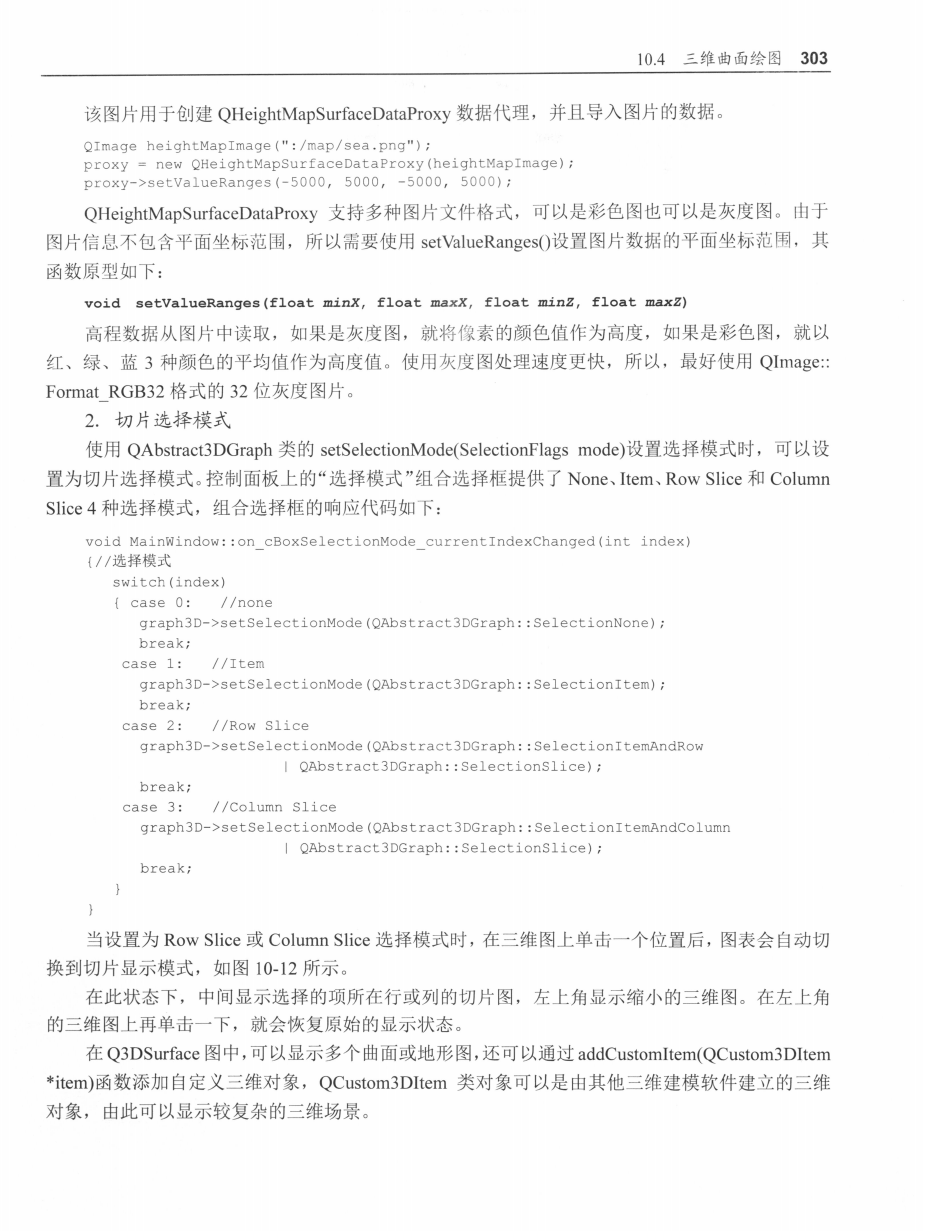 10.4 三维曲面绘图 303
该图片用于创建 QHeightMapSurfaceDataProxy 数据代理，并且导入图片的数据。
QImage heightMapImage(":/map/sea.png");
proxy = new QHeightMapSurfaceDataProxy(heightMapImage);
proxy->setValueRanges(-5000, 5000, -5000, 5000);
QHeightMapSurfaceDataProxy 支持多种图片文件格式，可以是彩色图也可以是灰度图。由于
图片信息不包含平面坐标范围，所以需要使用 setValueRanges()设置图片数据的平面坐标范围，其
函数原型如下：
void setValueRanges(float minX, float maxX, float minZ, float maxZ)
高程数据从图片中读取，如果是灰度图，就将像素的颜色值作为高度，如果是彩色图，就以
红、绿、蓝 3 种颜色的平均值作为高度值。使用灰度图处理速度更快，所以，最好使用 QImage::
Format_RGB32 格式的 32 位灰度图片。
2. 切片选择模式
使用 QAbstract3DGraph 类的 setSelectionMode(SelectionFlags mode)设置选择模式时，可以设
置为切片选择模式。控制面板上的“选择模式”组合选择框提供了 None、Item、Row Slice 和 Column
Slice 4 种选择模式，组合选择框的响应代码如下：
void MainWindow::on_cBoxSelectionMode_currentIndexChanged(int index)
{//选择模式
switch(index)
{ case 0: //none
graph3D->setSelectionMode(QAbstract3DGraph::SelectionNone);
break;
case 1: //Item
graph3D->setSelectionMode(QAbstract3DGraph::SelectionItem);
break;
case 2: //Row Slice
graph3D->setSelectionMode(QAbstract3DGraph::SelectionItemAndRow
| QAbstract3DGraph::SelectionSlice);
break;
case 3: //Column Slice
graph3D->setSelectionMode(QAbstract3DGraph::SelectionItemAndColumn
| QAbstract3DGraph::SelectionSlice);
break;
}
}
当设置为 Row Slice 或 Column Slice 选择模式时，在三维图上单击一个位置后，图表会自动切
换到切片显示模式，如图 10-12 所示。
在此状态下，中间显示选择的项所在行或列的切片图，左上角显示缩小的三维图。在左上角
的三维图上再单击一下，就会恢复原始的显示状态。
在 Q3DSurface 图中，可以显示多个曲面或地形图，还可以通过 addCustomItem(QCustom3DItem
*item)函数添加自定义三维对象，QCustom3DItem 类对象可以是由其他三维建模软件建立的三维
对象，由此可以显示较复杂的三维场景。